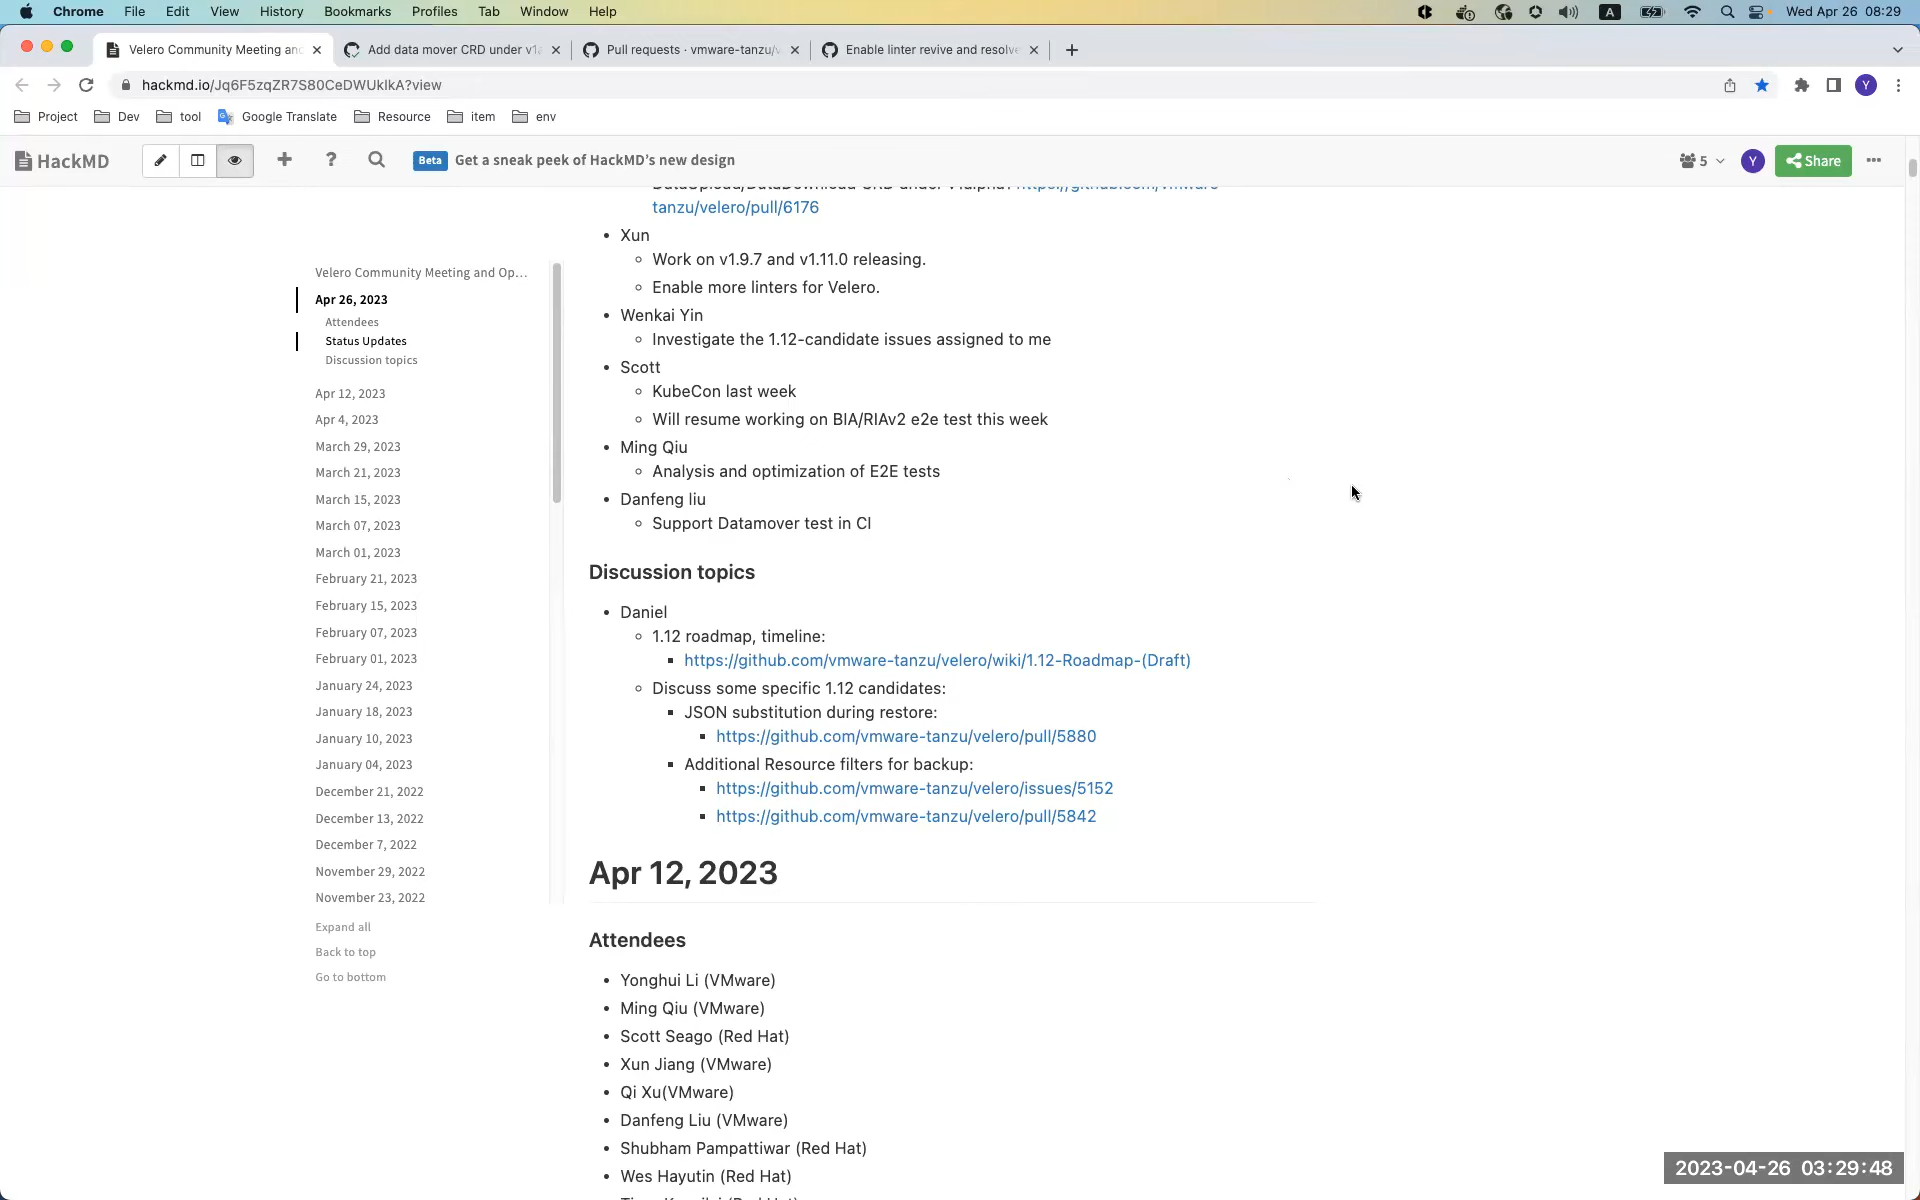 Chrome File Edit View History Bookmarks Profiles Tab Window Help A Wed Apr 26 08:29
Velero Community Meeting and Add data mover CRD under v1 Pull requests · vmware-tanzu/v Enable linter revive and resolve
hackmd.io/Jq6F5zqZR7S80CeDWUklkA?view Y
Project Dev tool Google Translate Resource item env
HackMD Beta Get a sneak peek of HackMD's new design 5 Y Share
DataUpload/DataDownload CRD under v1alpha1 https://github.com/vmware-
tanzu/velero/pull/6176
Xun
Work on v1.9.7 and v1.11.0 releasing.
Enable more linters for Velero.
Wenkai Yin
Investigate the 1.12-candidate issues assigned to me
Scott
KubeCon last week
Will resume working on BIA/RIAv2 e2e test this week
Ming Qiu
Analysis and optimization of E2E tests
Danfeng liu
Support Datamover test in CI
Discussion topics
Daniel
1.12 roadmap, timeline:
https://github.com/vmware-tanzu/velero/wiki/1.12-Roadmap-(Draft)
Discuss some specific 1.12 candidates:
JSON substitution during restore:
https://github.com/vmware-tanzu/velero/pull/5880
Additional Resource filters for backup:
https://github.com/vmware-tanzu/velero/issues/5152
https://github.com/vmware-tanzu/velero/pull/5842
Apr 12, 2023
Attendees
Yonghui Li (VMware)
Ming Qiu (VMware)
Scott Seago (Red Hat)
Xun Jiang (VMware)
Qi Xu(VMware)
Danfeng Liu (VMware)
Shubham Pampattiwar (Red Hat)
Wes Hayutin (Red Hat)
Velero Community Meeting and Op...
Apr 26, 2023
Attendees
Status Updates
Discussion topics
Apr 12, 2023
Apr 4, 2023
March 29, 2023
March 21, 2023
March 15, 2023
March 07, 2023
March 01, 2023
February 21, 2023
February 15, 2023
February 07, 2023
February 01, 2023
January 24, 2023
January 18, 2023
January 10, 2023
January 04, 2023
December 21, 2022
December 13, 2022
December 7, 2022
November 29, 2022
November 23, 2022
Expand all
Back to top
Go to bottom
2023-04-26 03:29:48